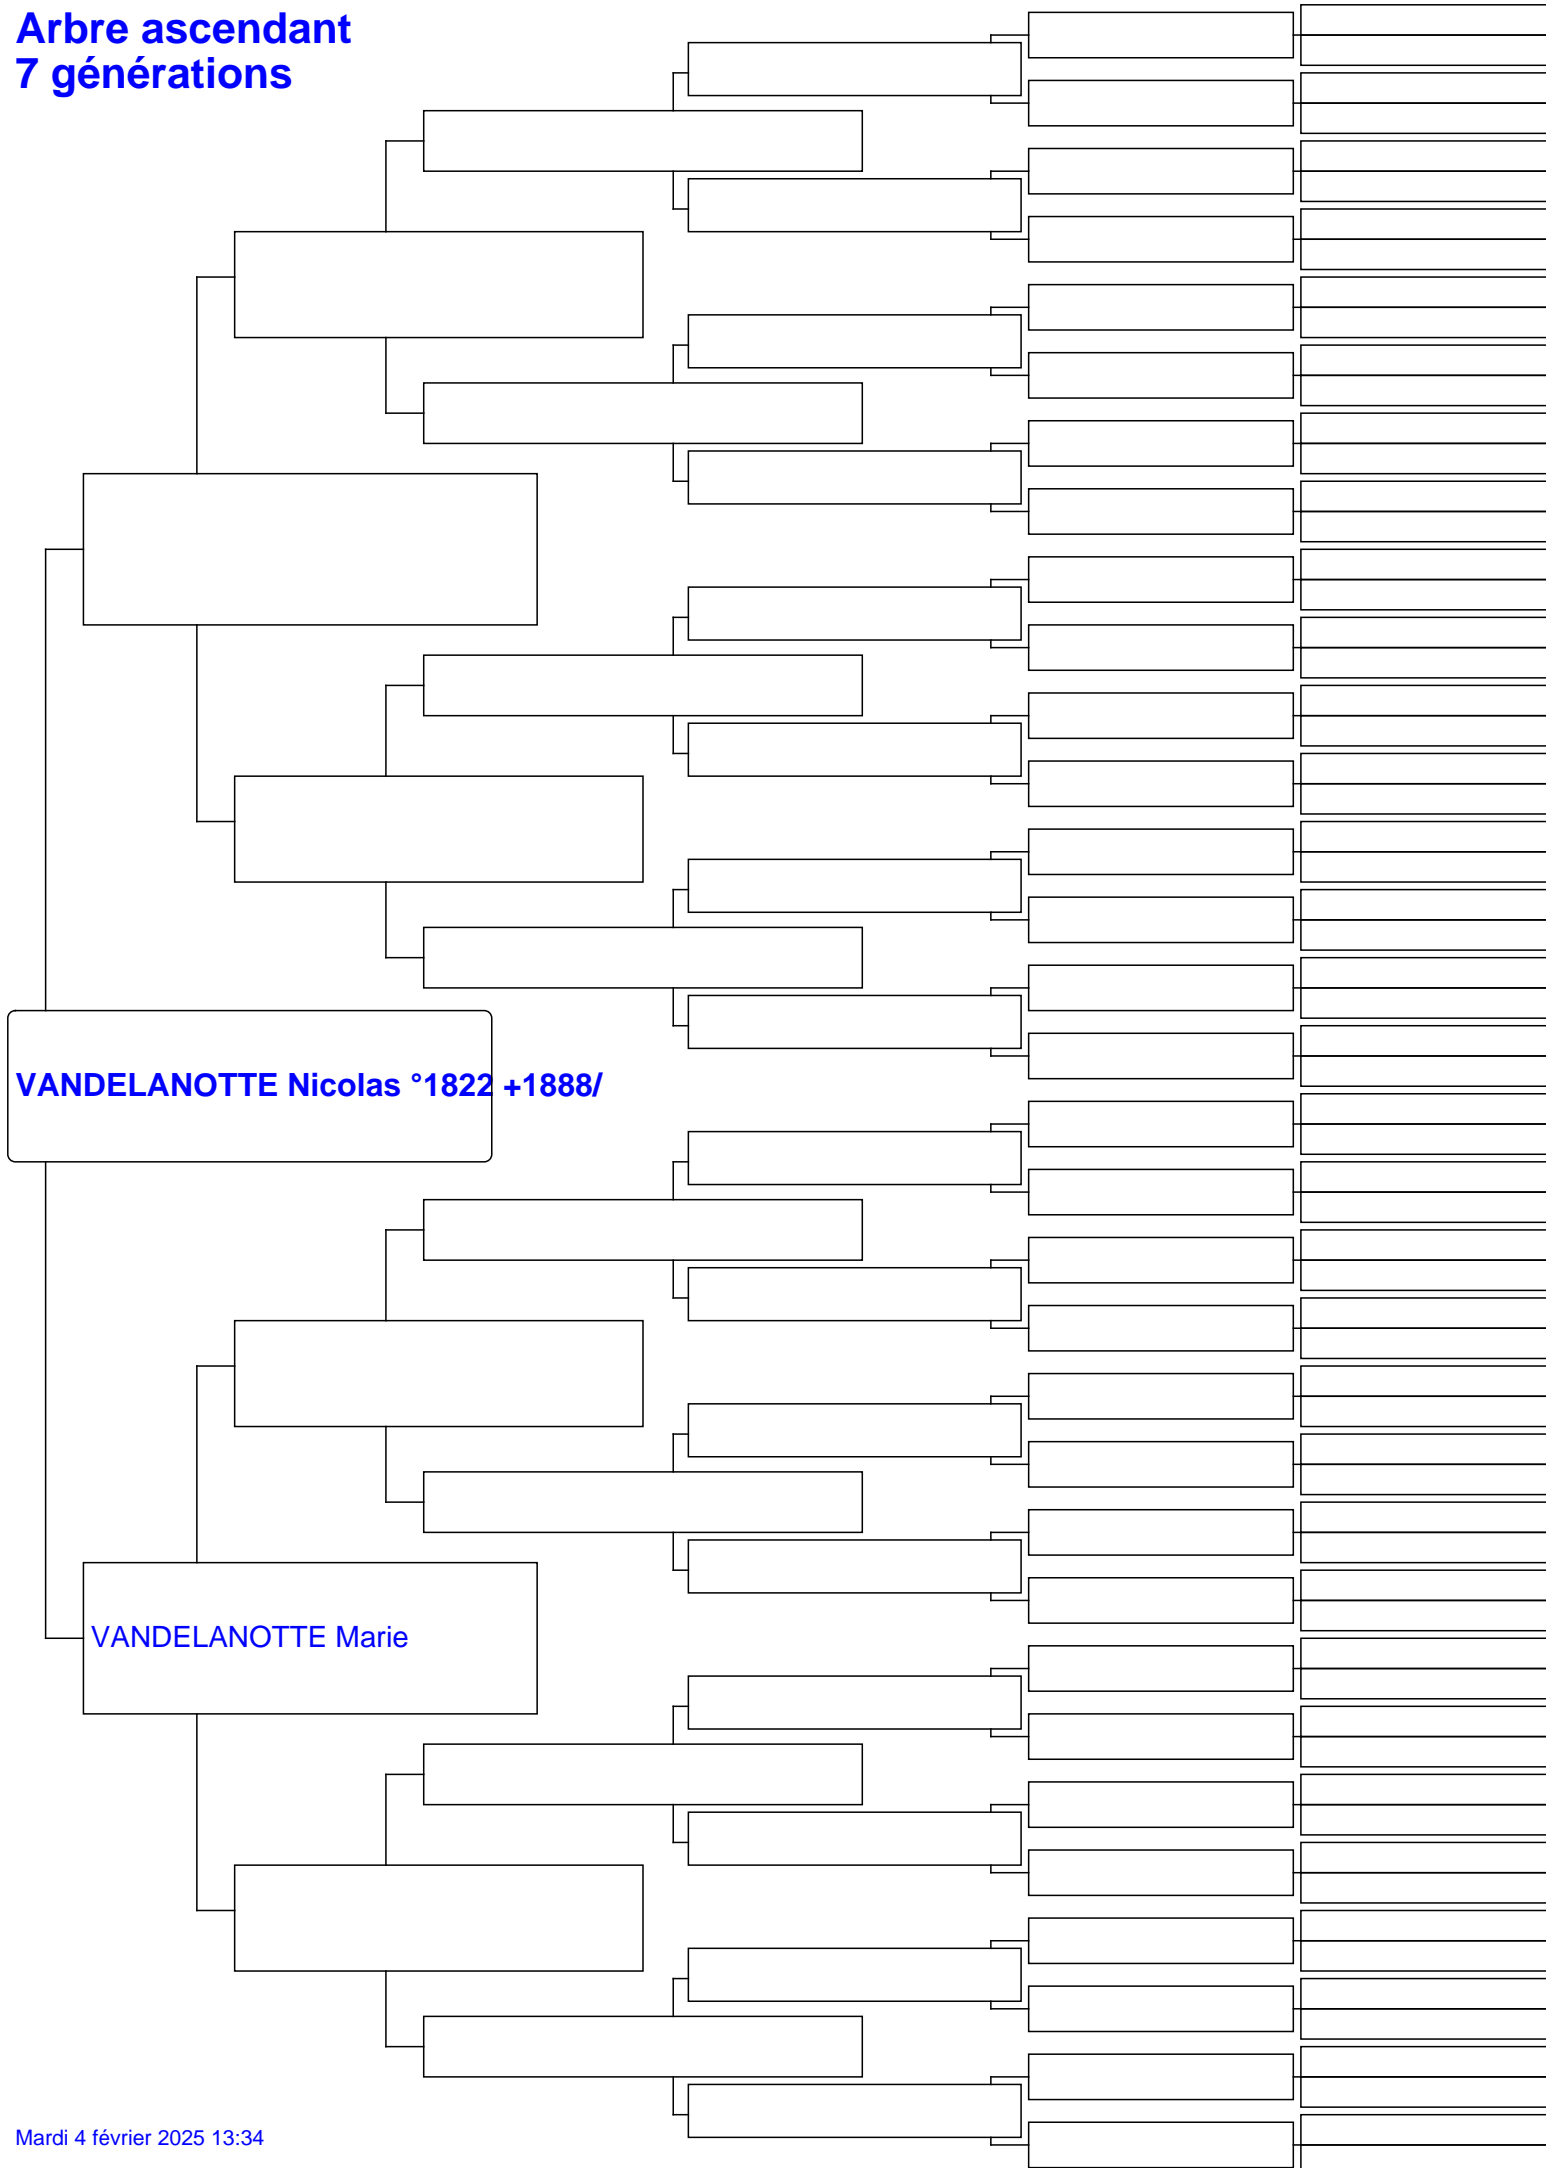 Arbre ascendant
7 générations
VANDELANOTTE Nicolas °1822 +1888/
VANDELANOTTE Marie
Mardi 4 février 2025 13:34